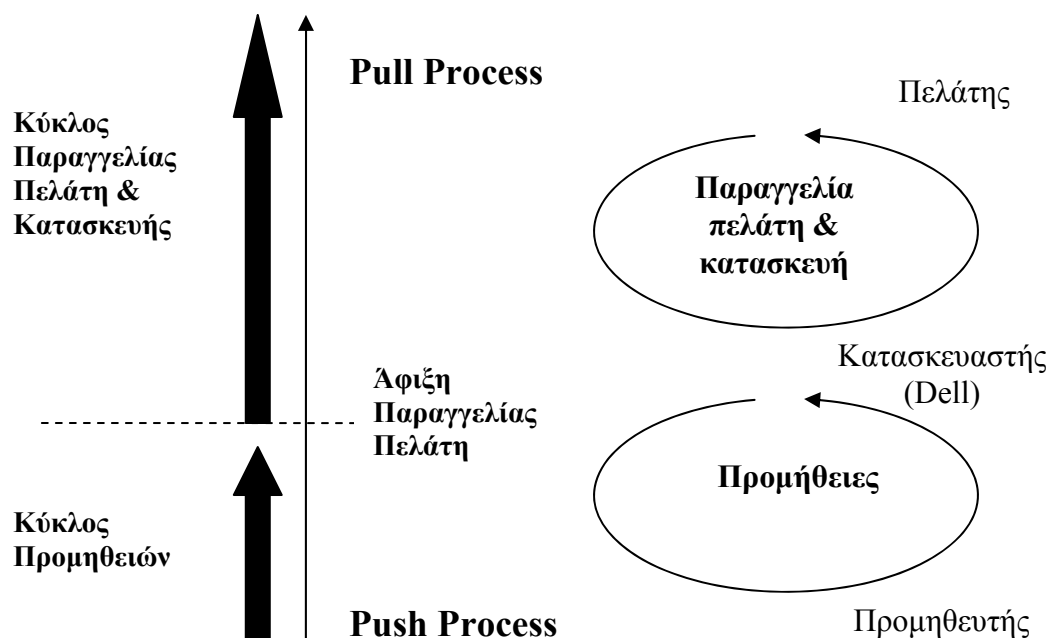 Pull Process
Πελάτης
Κύκλος
Παραγγελίας
Πελάτη &
Κατασκευής
Παραγγελία
πελάτη &
κατασκευή
Άφιξη
Παραγγελίας
Πελάτη
Κατασκευαστής
(Dell)
Προμήθειες
Κύκλος
Προμηθειών
Push Process
Προμηθευτής